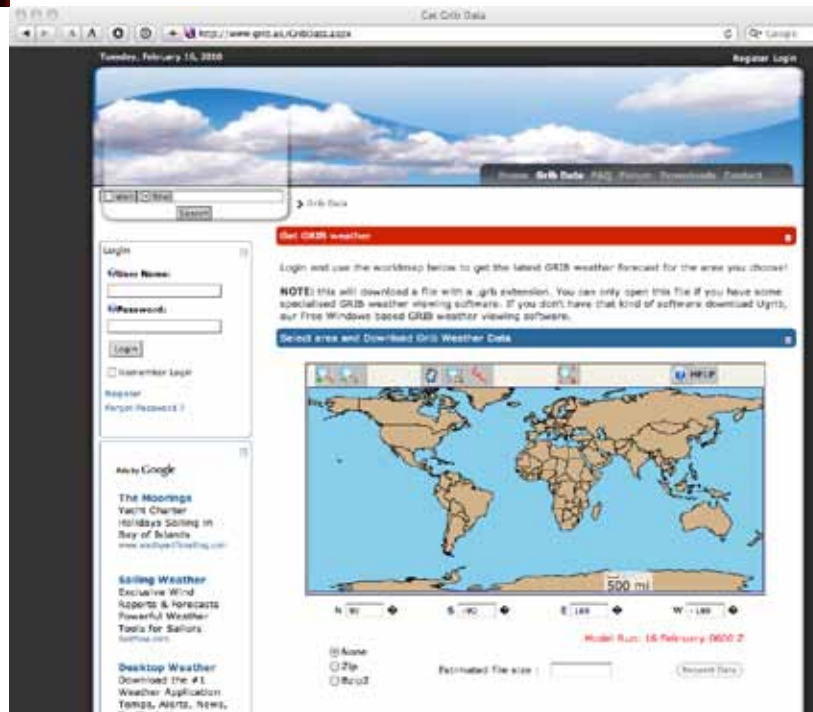 Get Grib Data
http://www.grib.us/GribData.aspx
Google
Tuesday, February 16, 2010
Register Login
Home Grib Data FAQ Forum Downloads Contact
Search
Grib Data
Login
User Name:
Password:
Login
Remember Login
Register
Forgot Password ?
Get GRIB weather
Login and use the worldmap below to get the latest GRIB weather forecast for the area you choose!
NOTE: this will download a file with a .grb extension. You can only open this file if you have some
specialised GRIB weather viewing software. If you don't have that kind of software download Ugrib,
our Free Windows based GRIB weather viewing software.
Select area and Download Grib Weather Data
HELP
500 mi
N 90 S -90 E 180 W -180
Model Run: 16 February 0600 Z
None
Zip
Bzip2
Estimated file size :
Request Data
Ads by Google
The Moorings
Yacht Charter
Holidays Sailing in
Bay of Islands
Sailing Weather
Exclusive Wind
Reports & Forecasts
Powerful Weather
Tools for Sailors
Desktop Weather
Download the #1
Weather Application
Temps, Alerts, News,